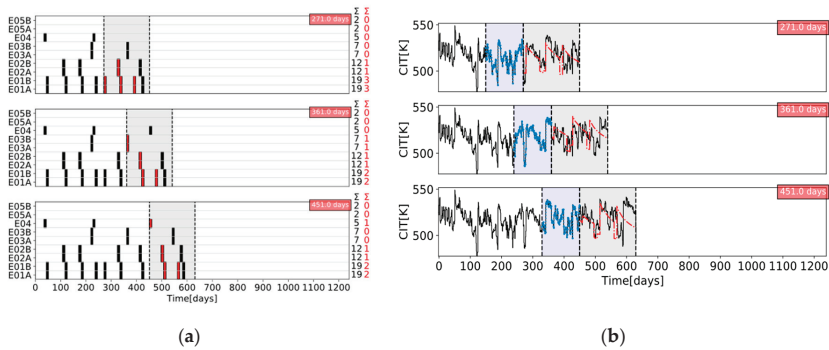 Σ Σ
E05B 2 0
E05A 271.0 days 2 0
E04 5 0
E03B 7 0
E03A 7 0
E02B 12 1
E02A 12 1
E01B 19 3
E01A 19 3
Σ Σ
E05B 2 0
E05A 361.0 days 2 0
E04 5 0
E03B 7 1
E03A 7 1
E02B 12 1
E02A 12 1
E01B 19 2
E01A 19 2
Σ Σ
E05B 2 0
E05A 451.0 days 2 0
E04 5 1
E03B 7 0
E03A 7 0
E02B 12 1
E02A 12 1
E01B 19 2
E01A 19 2
0 100 200 300 400 500 600 700 800 900 1000 1100 1200
Time[days]
(a)
550
271.0 days
CIT[K]
500
550
361.0 days
CIT[K]
500
550
451.0 days
CIT[K]
500
0 100 200 300 400 500 600 700 800 900 1000 1100 1200
Time[days]
(b)